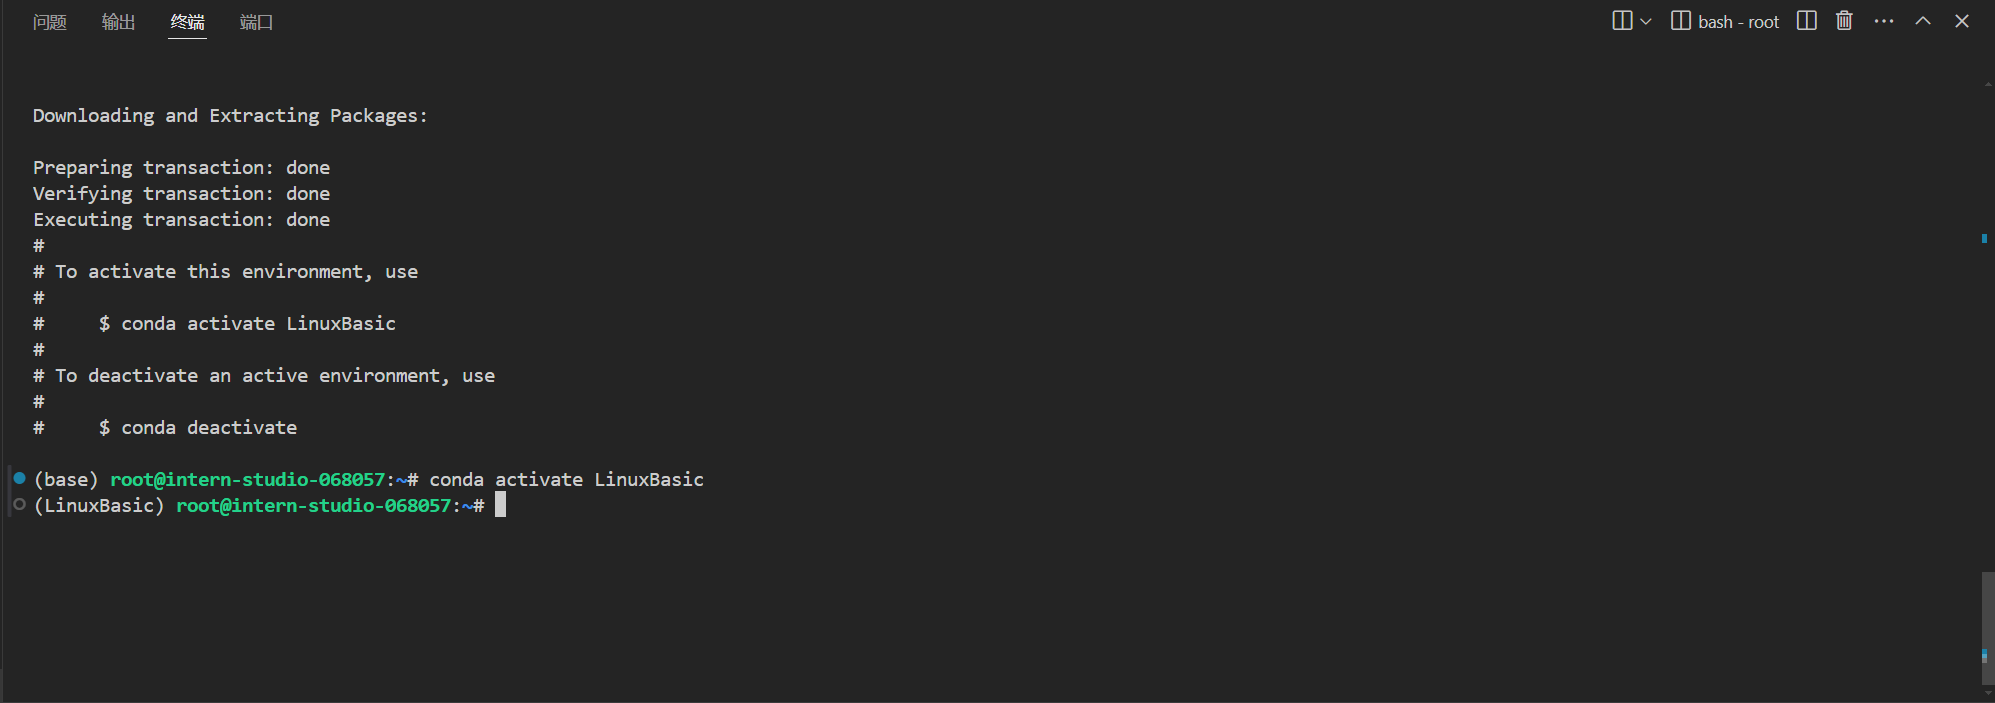 问题 输出 终端 端口 bash - root
Downloading and Extracting Packages:
Preparing transaction: done
Verifying transaction: done
Executing transaction: done
#
# To activate this environment, use
#
#     $ conda activate LinuxBasic
#
# To deactivate an active environment, use
#
#     $ conda deactivate
(base) root@intern-studio-068057:~# conda activate LinuxBasic
(LinuxBasic) root@intern-studio-068057:~#